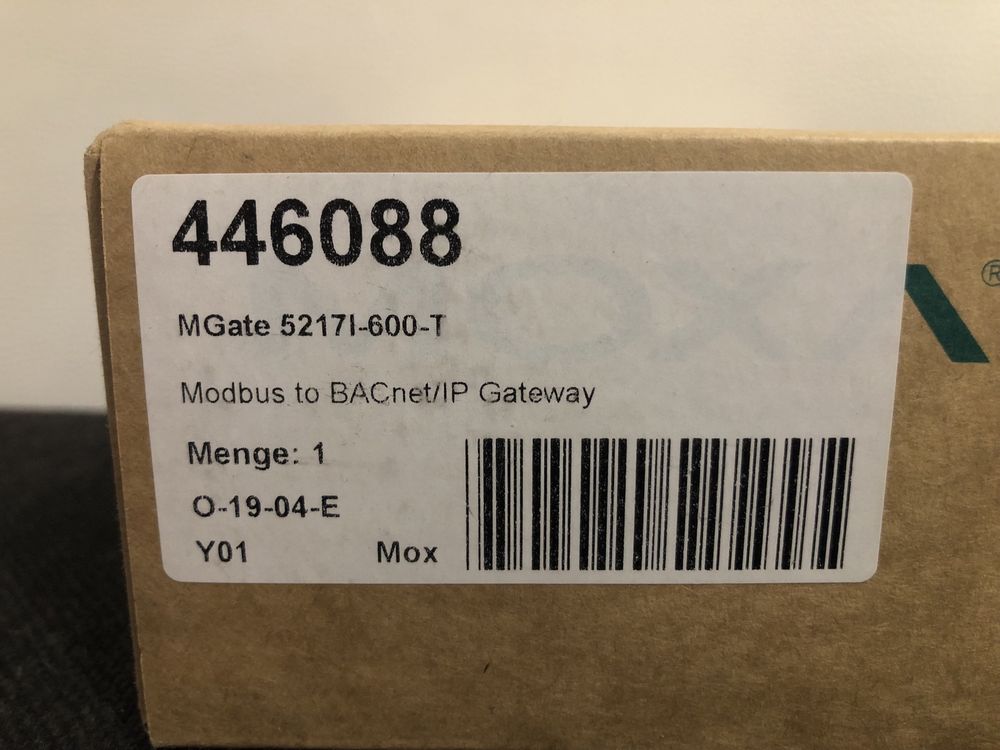 446088
MGate 5217I-600-T
Modbus to BACnet/IP Gateway
Menge: 1
O-19-04-E
Y01 Mox
®